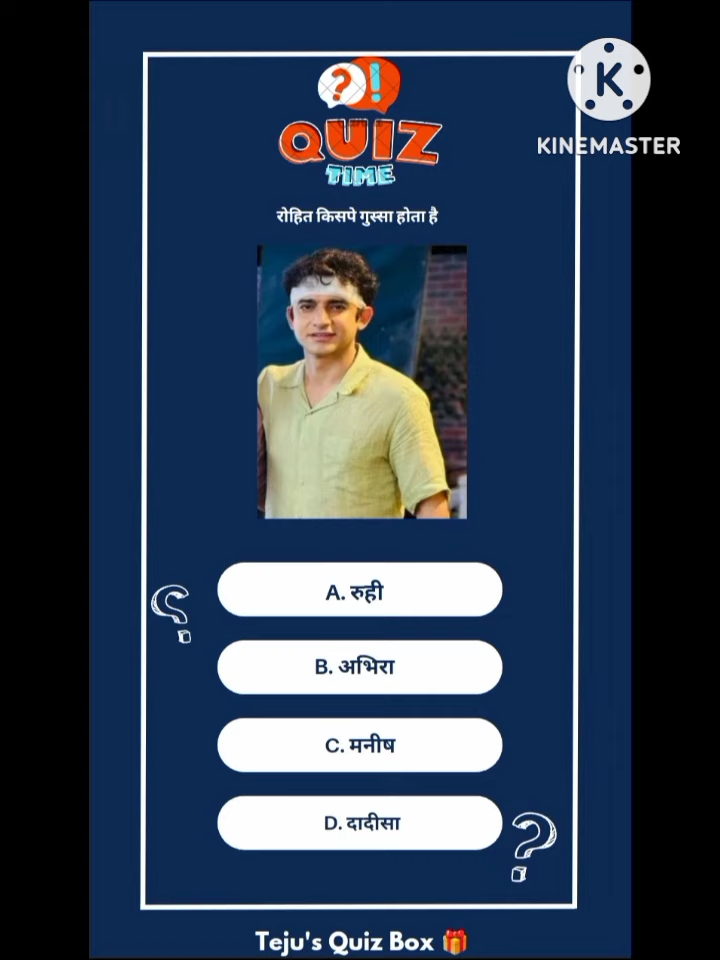 ? !
QUIZ
TIME
K
KINEMASTER
रोहित किसपे गुस्सा होता है
A. रुही
B. अभिरा
C. मनीष
D. दादीसा
?
?
Teju's Quiz Box 🎁